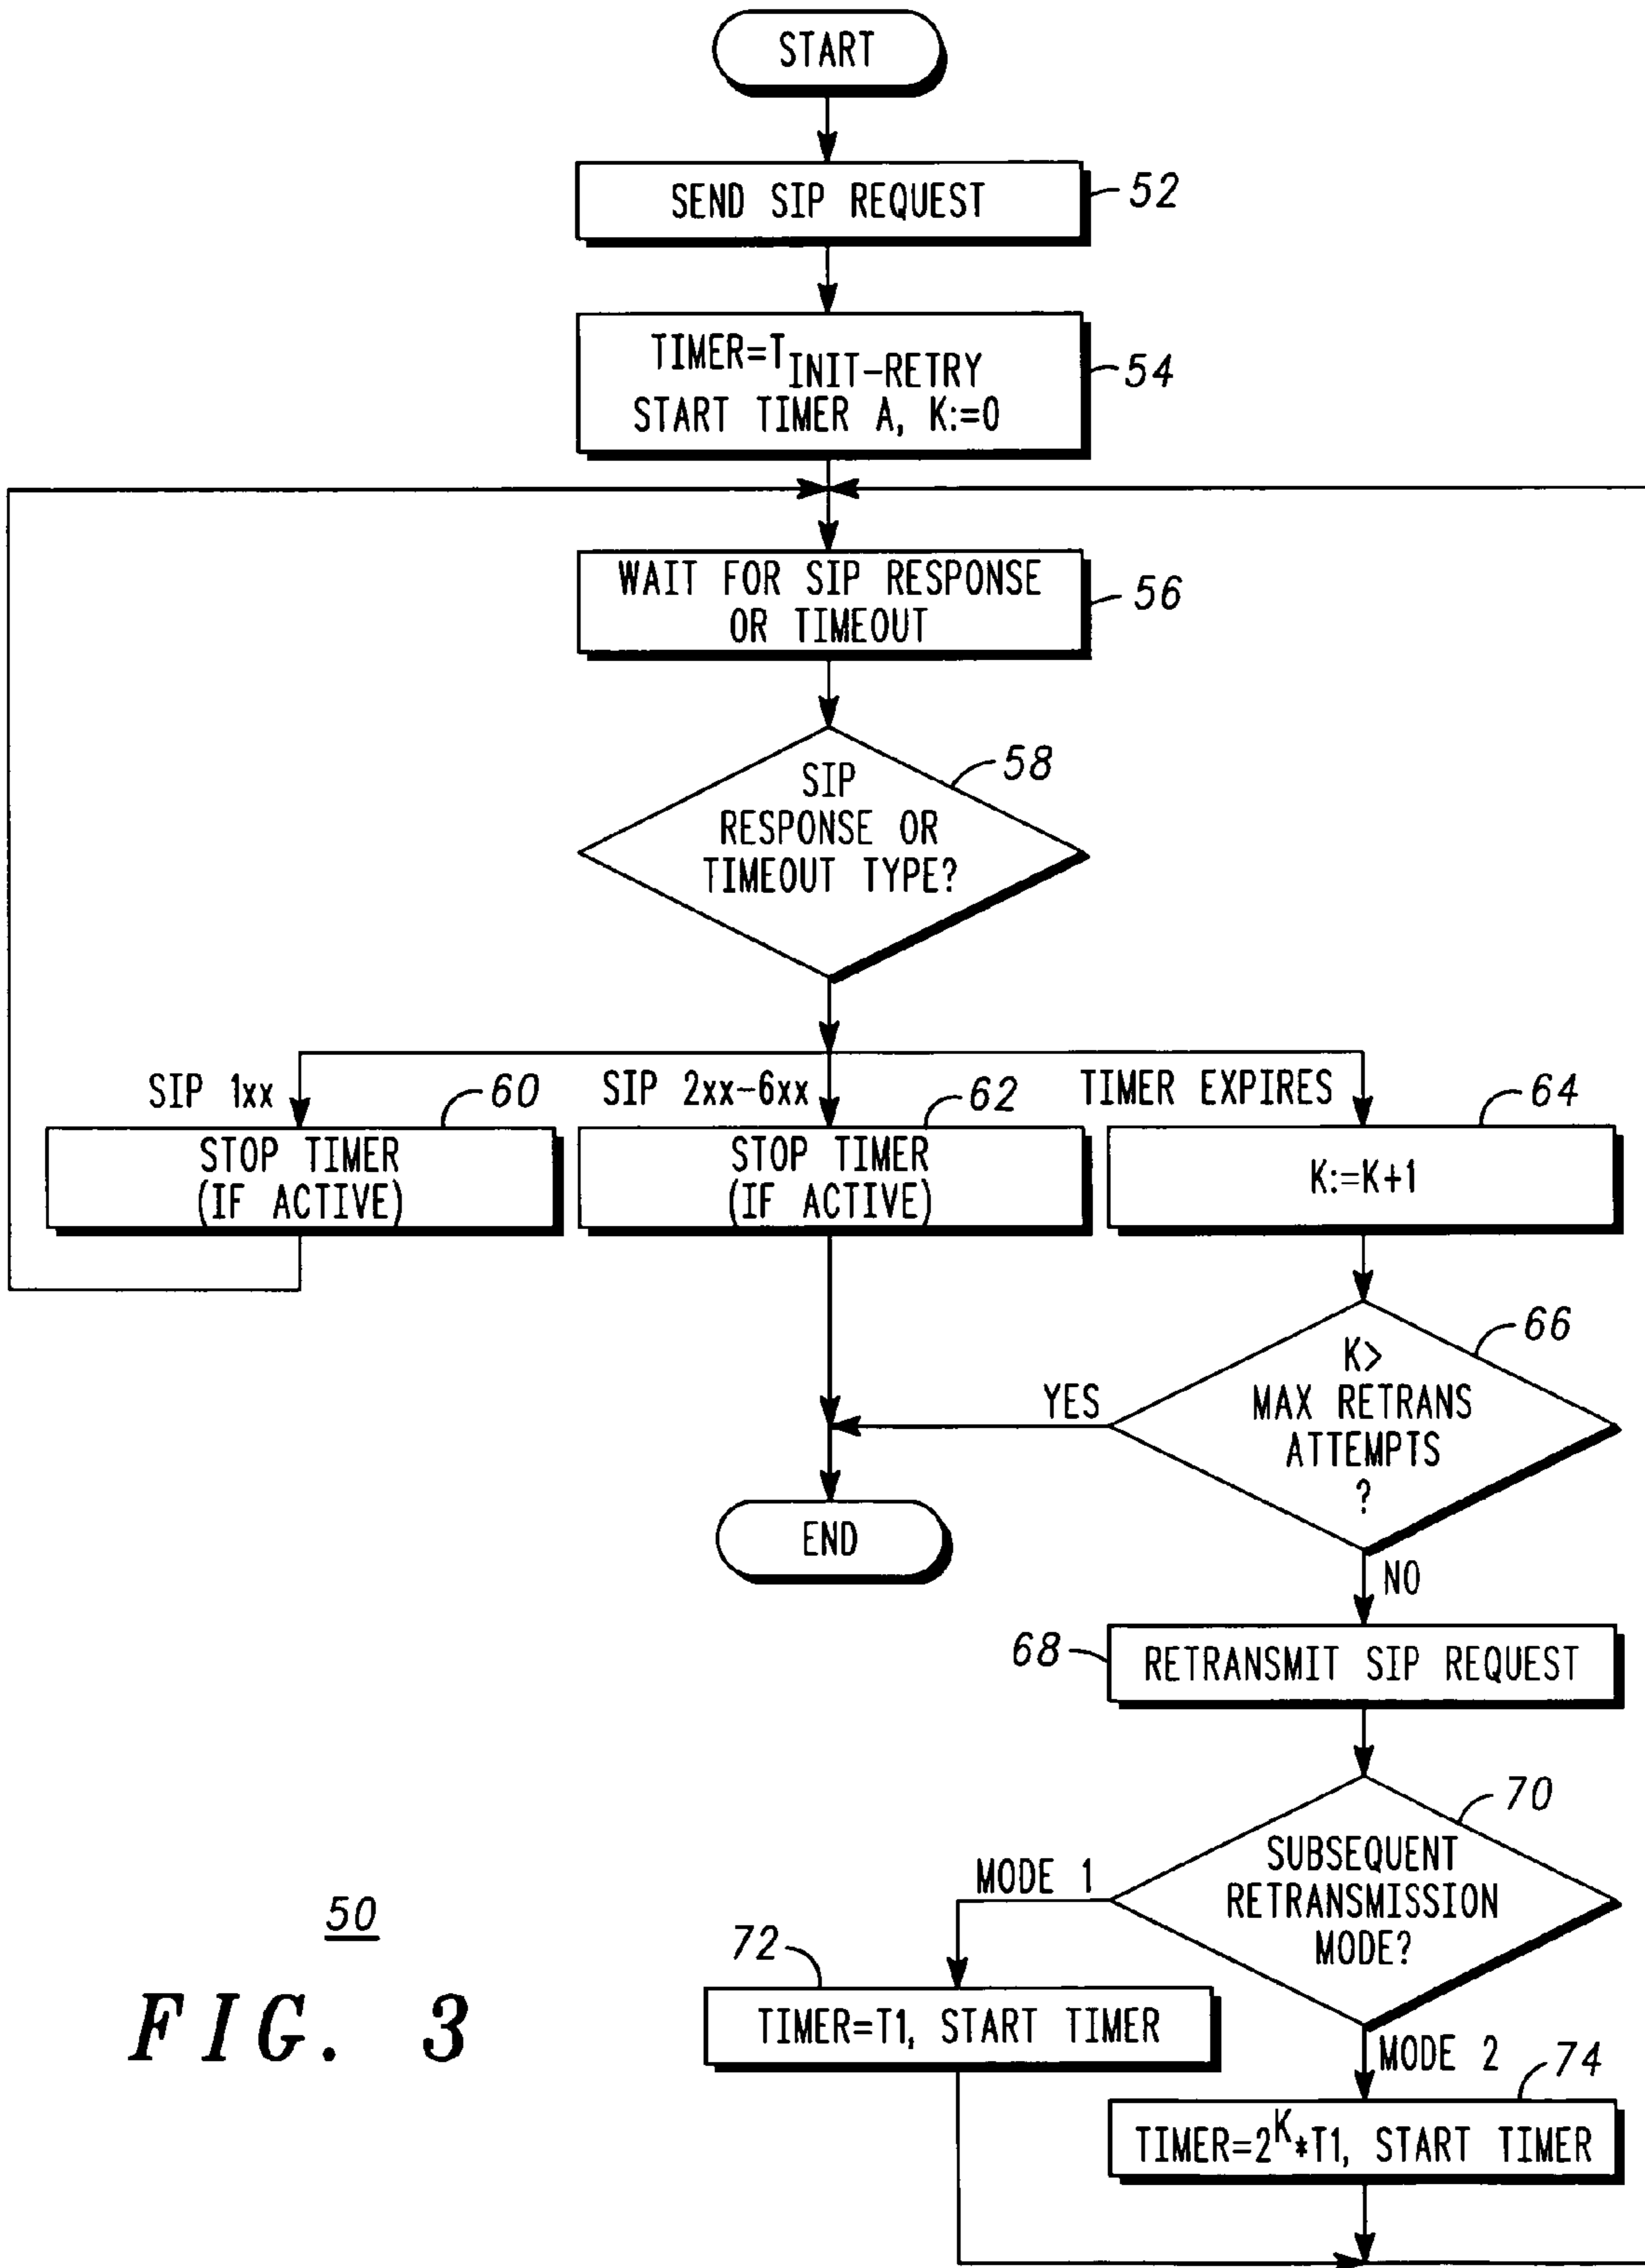 START
SEND SIP REQUEST
52
TIMER=T INIT-RETRY
START TIMER A, K:=0
54
WAIT FOR SIP RESPONSE
OR TIMEOUT
56
SIP
RESPONSE OR
TIMEOUT TYPE?
58
SIP 1xx
60
SIP 2xx-6xx
62
TIMER EXPIRES
64
STOP TIMER
(IF ACTIVE)
STOP TIMER
(IF ACTIVE)
K:=K+1
K>
MAX RETRANS
ATTEMPTS
?
66
YES
END
NO
68
RETRANSMIT SIP REQUEST
70
SUBSEQUENT
RETRANSMISSION
MODE?
MODE 1
72
TIMER=T1, START TIMER
MODE 2
74
TIMER=2^K*T1, START TIMER
50
FIG. 3